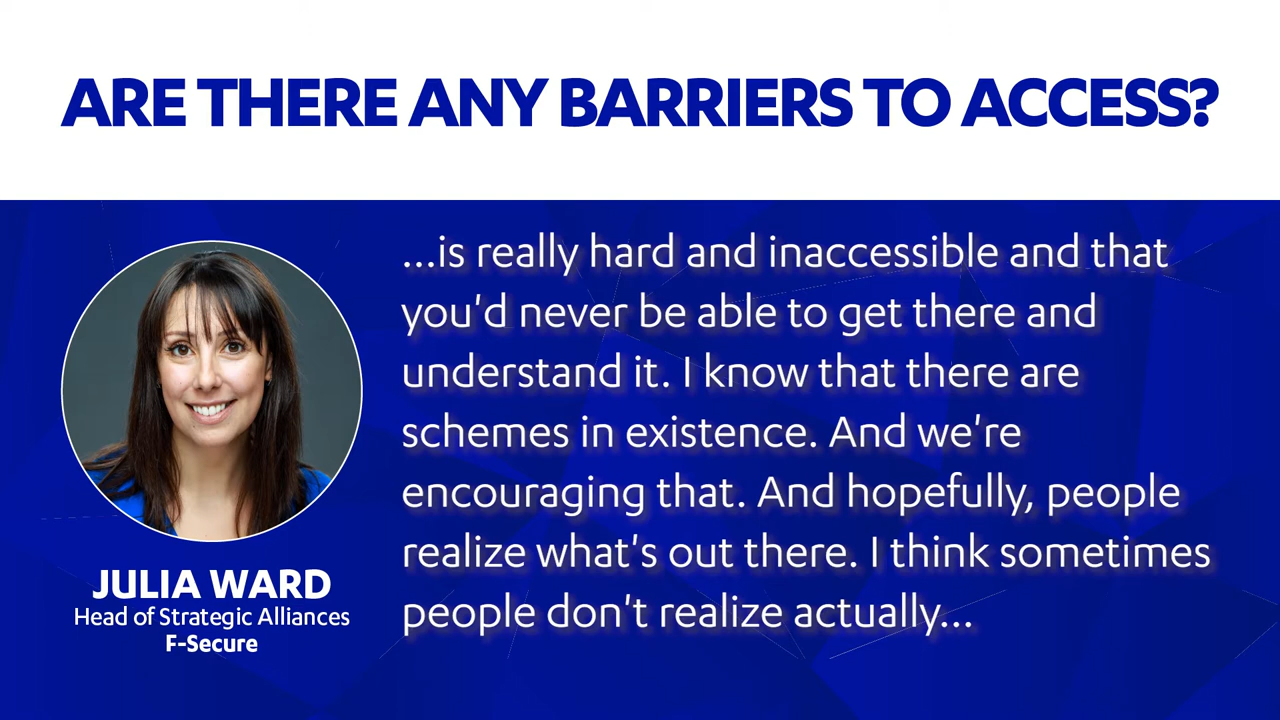 ARE THERE ANY BARRIERS TO ACCESS?
...is really hard and inaccessible and that
you'd never be able to get there and
understand it. I know that there are
schemes in existence. And we're
encouraging that. And hopefully, people
realize what's out there. I think sometimes
people don't realize actually...
JULIA WARD
Head of Strategic Alliances
F-Secure